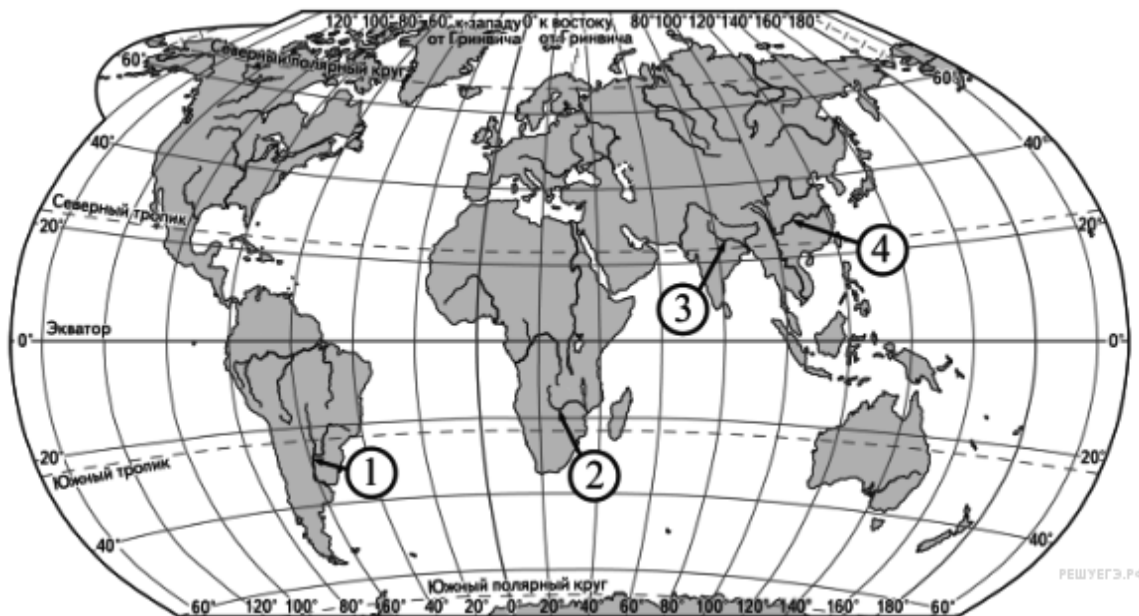 120° 100° 80° 60° к западу от Гринвича 0° к востоку от Гринвича 60° 80° 100° 120° 140° 160° 180°
60° Северный полярный круг 60°
40° 40°
Северный тропик
20° 20°
4
3
0° Экватор 0°
20° 1 2 20°
Южный тропик
40° 40°
Южный полярный круг
60° 80° 100° 80° 60° 40° 20° 0° 20° 40° 60° 80° 100° 120° 140° 160°
РЕШУЕГЭ.РФ